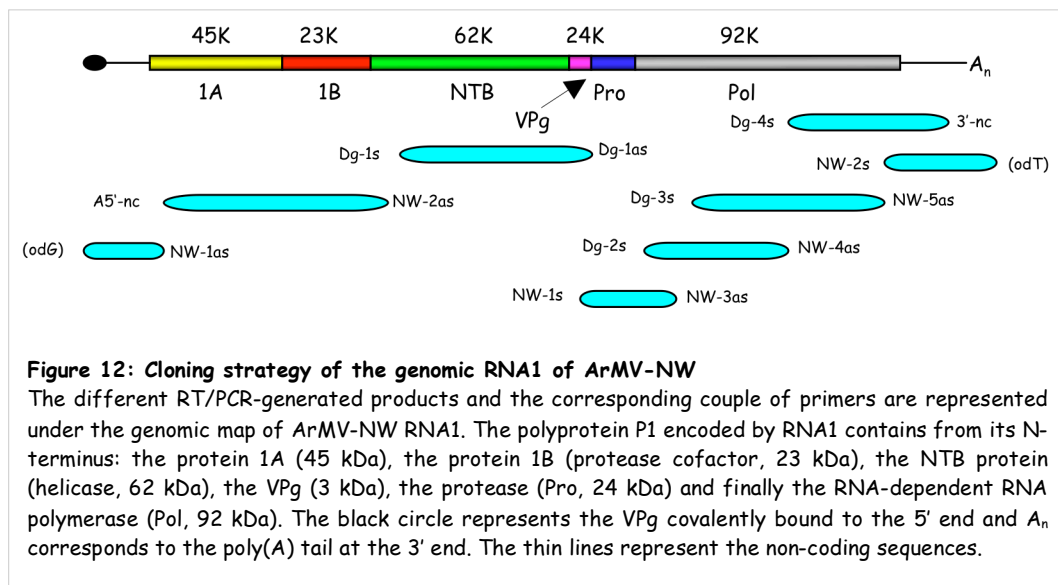 45K 23K 62K 24K 92K
Aₙ
1A 1B NTB Pro Pol
VPg
Dg-4s 3'-nc
Dg-1s Dg-1as
NW-2s (odT)
A5'-nc NW-2as Dg-3s NW-5as
(odG) NW-1as Dg-2s NW-4as
NW-1s NW-3as
Figure 12: Cloning strategy of the genomic RNA1 of ArMV-NW
The different RT/PCR-generated products and the corresponding couple of primers are represented
under the genomic map of ArMV-NW RNA1. The polyprotein P1 encoded by RNA1 contains from its N-
terminus: the protein 1A (45 kDa), the protein 1B (protease cofactor, 23 kDa), the NTB protein
(helicase, 62 kDa), the VPg (3 kDa), the protease (Pro, 24 kDa) and finally the RNA-dependent RNA
polymerase (Pol, 92 kDa). The black circle represents the VPg covalently bound to the 5' end and Aₙ
corresponds to the poly(A) tail at the 3' end. The thin lines represent the non-coding sequences.